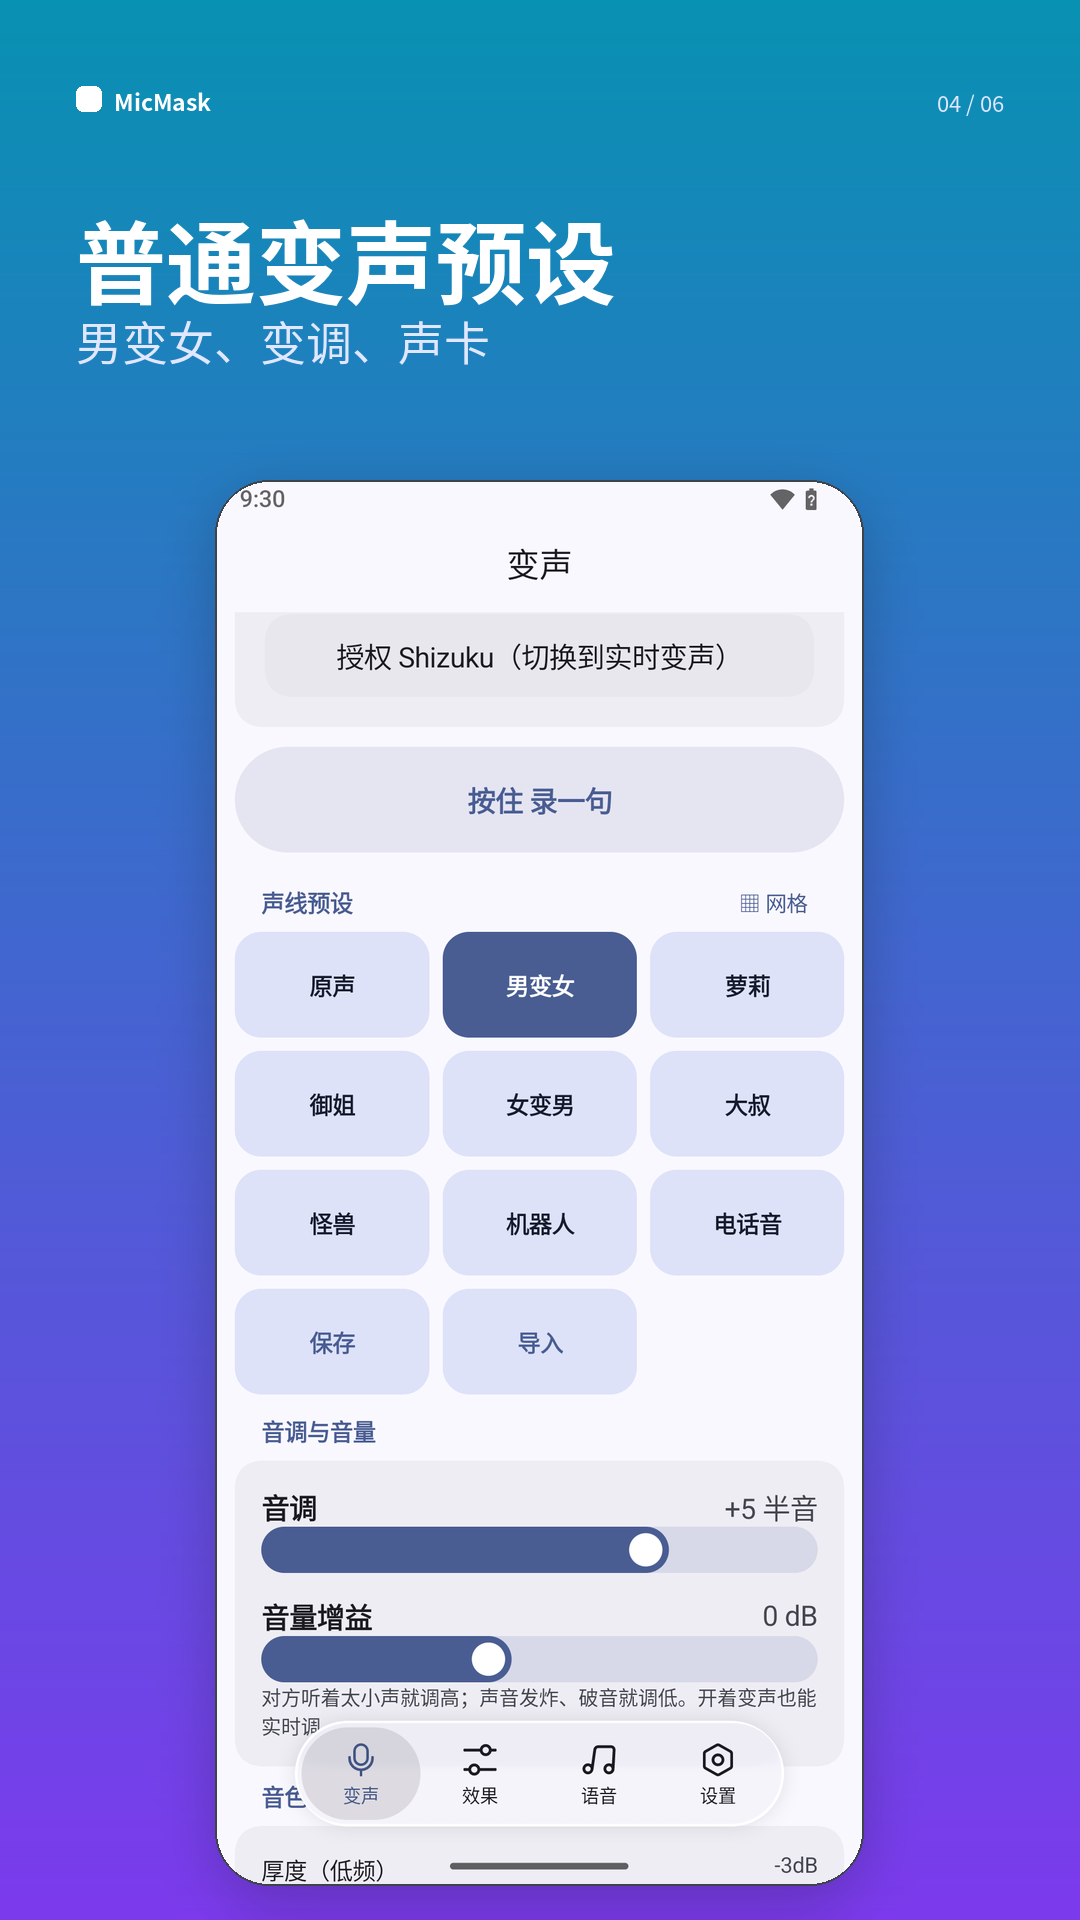 MicMask
04 / 06
普通变声预设
男变女、变调、声卡
9:30
变声
授权 Shizuku（切换到实时变声）
按住 录一句
声线预设
网格
原声
男变女
萝莉
御姐
女变男
大叔
怪兽
机器人
电话音
保存
导入
音调与音量
音调
+5 半音
音量增益
0 dB
对方听着太小声就调高；声音发炸、破音就调低。开着变声也能
实时调
音色
变声
效果
语音
设置
厚度（低频）
-3dB